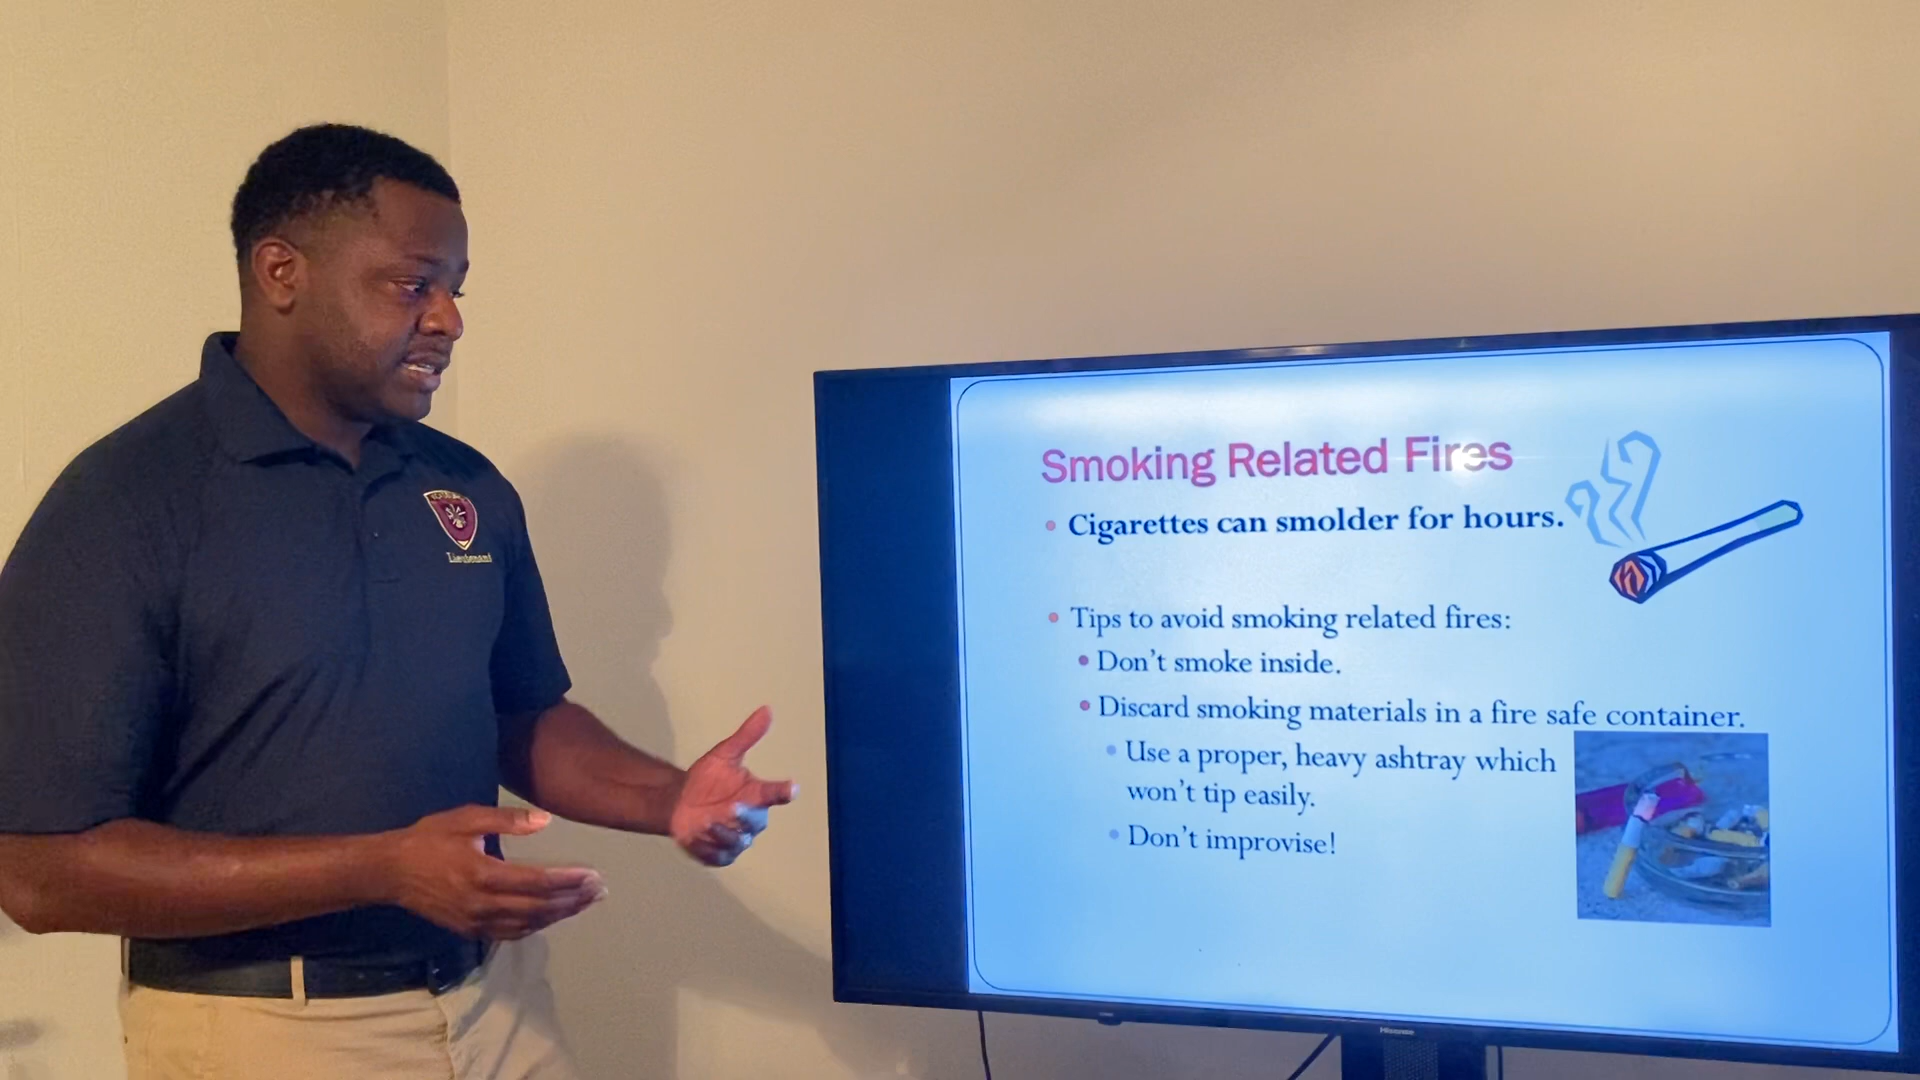 Lieutenant
Smoking Related Fires
Cigarettes can smolder for hours.
Tips to avoid smoking related fires:
Don't smoke inside.
Discard smoking materials in a fire safe container.
Use a proper, heavy ashtray which
won't tip easily.
Don't improvise!
Hisense